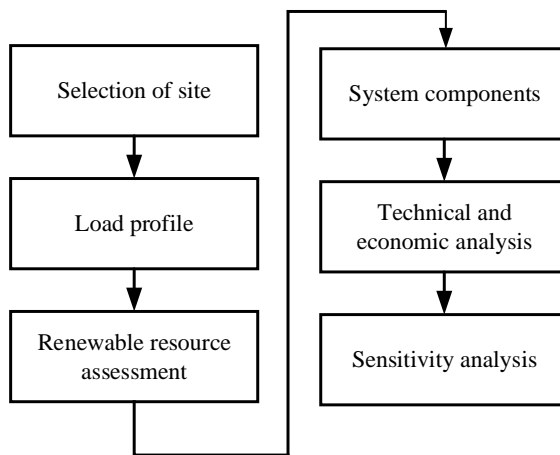 Selection of site
Load profile
Renewable resource
assessment
System components
Technical and
economic analysis
Sensitivity analysis